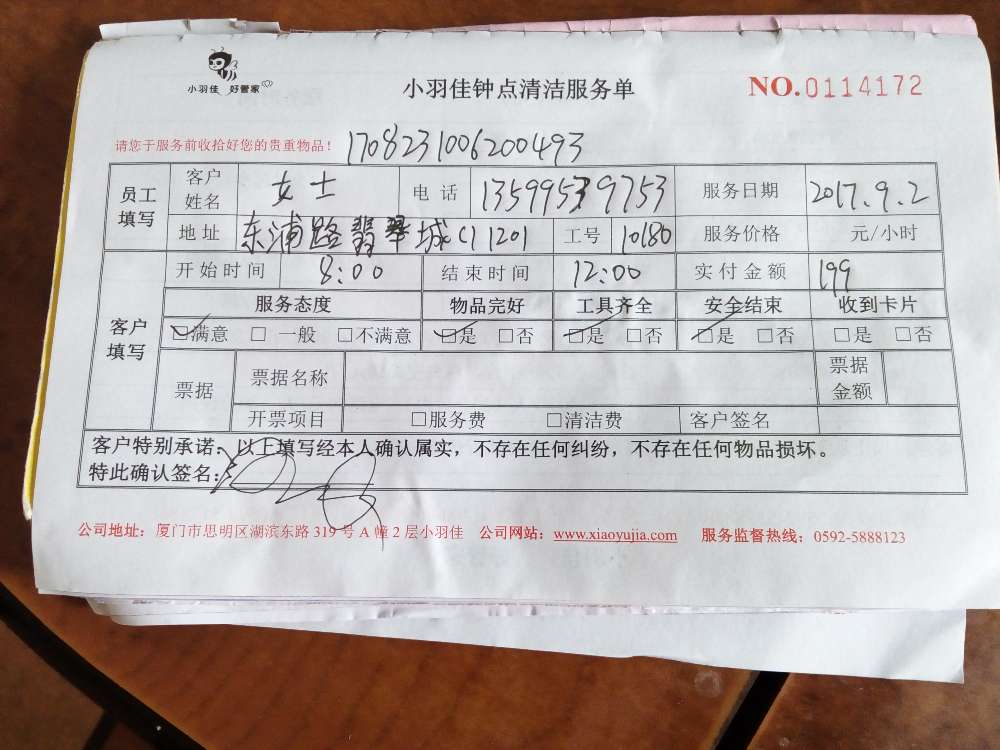 小羽佳 好管家
小羽佳钟点清洁服务单
NO.0114172
请您于服务前收拾好您的贵重物品！
1708231006200493
员工填写 客户姓名 女士 电话 13599539753 服务日期 2017.9.2
地址 东浦路翡翠城C1 1201 工号 10180 服务价格 元/小时
客户填写 开始时间 8:00 结束时间 12:00 实付金额 199
服务态度 物品完好 工具齐全 安全结束 收到卡片
☑满意 □一般 □不满意 ☑是 □否 ☑是 □否 ☑是 □否 □是 □否
票据 票据名称 票据金额
开票项目 □服务费 □清洁费 客户签名
客户特别承诺：以上填写经本人确认属实，不存在任何纠纷，不存在任何物品损坏。
特此确认签名：
公司地址：厦门市思明区湖滨东路 319 号 A 幢 2 层小羽佳 公司网站：www.xiaoyujia.com 服务监督热线：0592-5888123